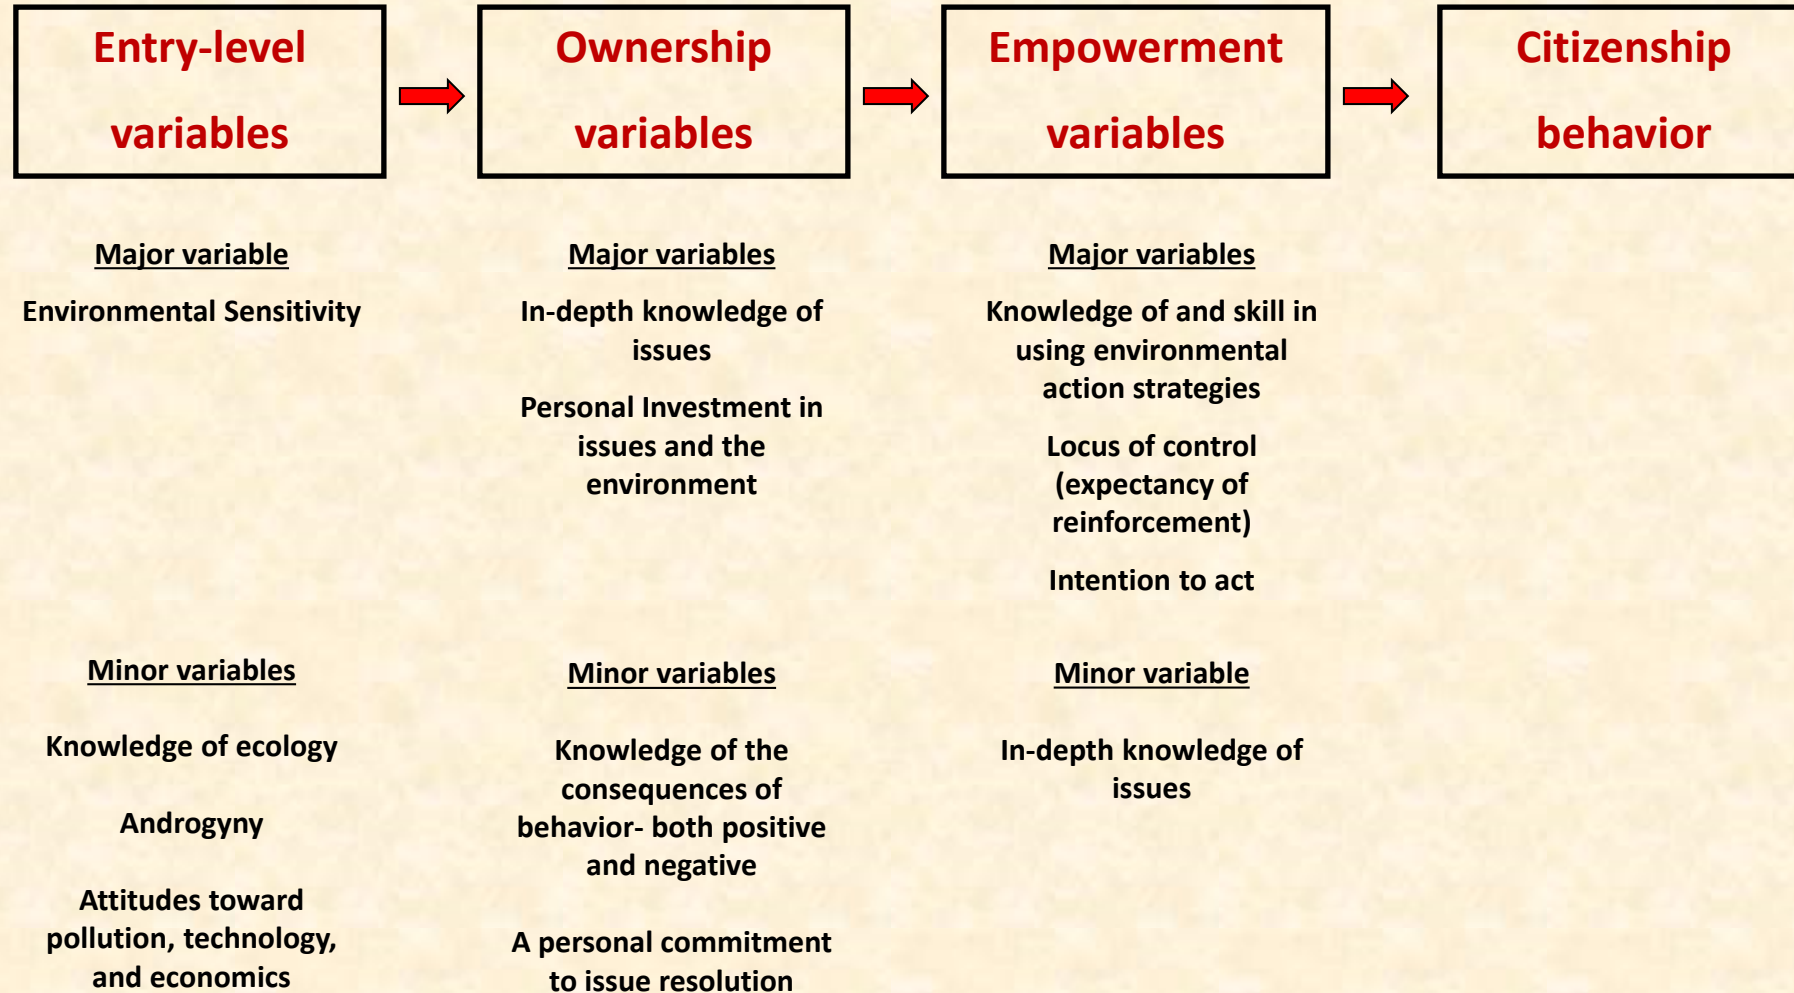 Entry-level
variables
Ownership
variables
Empowerment
variables
Citizenship
behavior
Major variable
Environmental Sensitivity
Major variables
In-depth knowledge of
issues
Personal Investment in
issues and the
environment
Major variables
Knowledge of and skill in
using environmental
action strategies
Locus of control
(expectancy of
reinforcement)
Intention to act
Minor variables
Knowledge of ecology
Androgyny
Attitudes toward
pollution, technology,
and economics
Minor variables
Knowledge of the
consequences of
behavior- both positive
and negative
A personal commitment
to issue resolution
Minor variable
In-depth knowledge of
issues